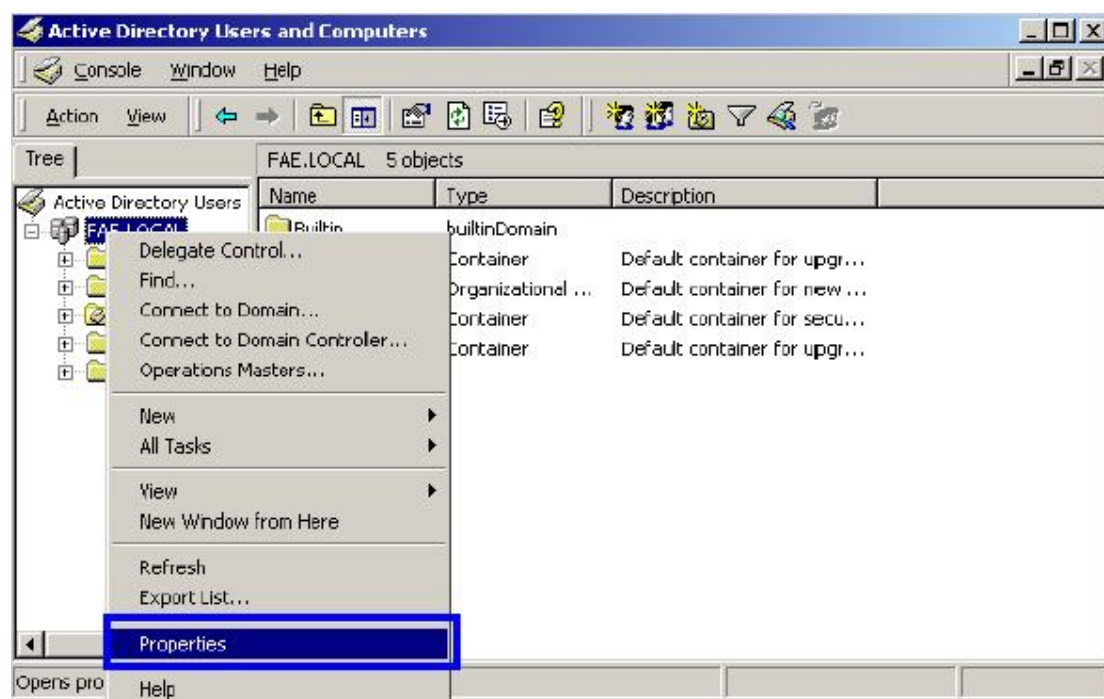 Active Directory Users and Computers
Console Window Help
Action View
Tree
FAE.LOCAL 5 objects
Active Directory Users
Name Type Description
FAE.LOCAL
Builtin builtinDomain
Container Default container for upgr...
Organizational ... Default container for new ...
Container Default container for secu...
Container Default container for upgr...
Delegate Control...
Find...
Connect to Domain...
Connect to Domain Controller...
Operations Masters...
New
All Tasks
View
New Window from Here
Refresh
Export List...
Properties
Help
Opens pro